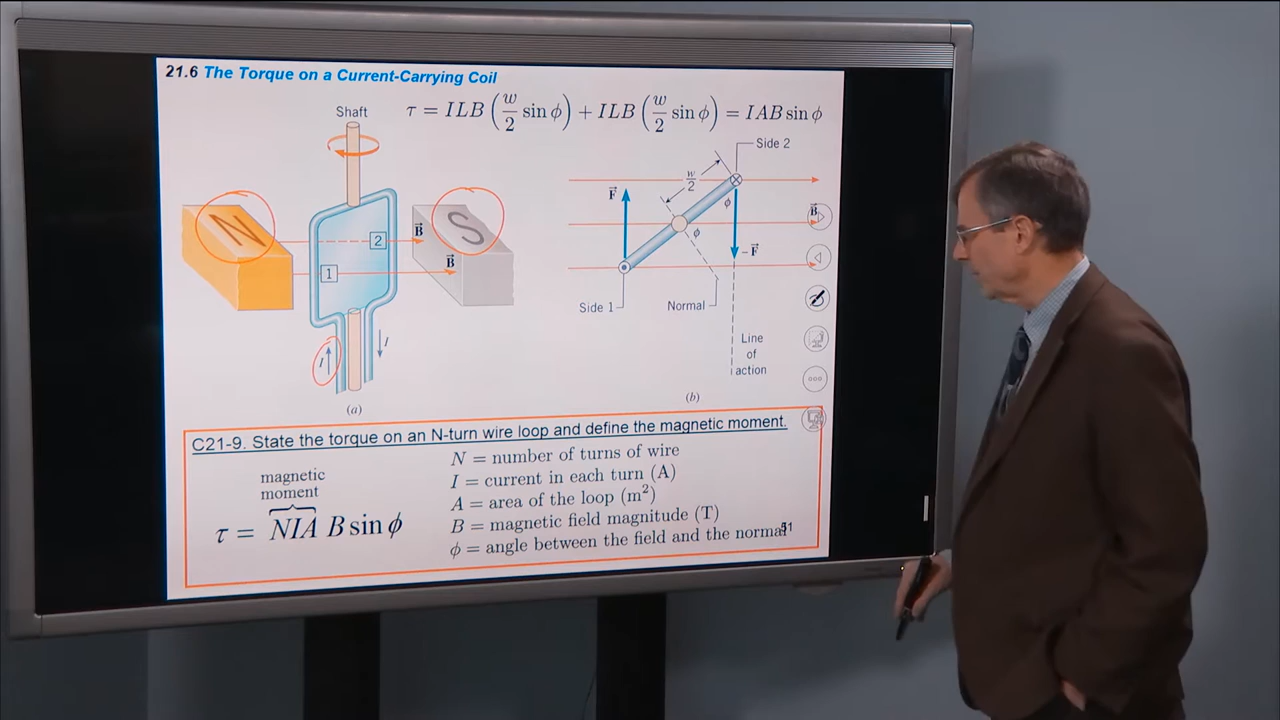 21.6 The Torque on a Current-Carrying Coil
τ = ILB (w/2 sin ϕ) + ILB (w/2 sin ϕ) = IAB sin ϕ
Shaft
N
S
2
1
B
B
I
I
(a)
Side 2
w/2
F
ϕ
ϕ
B
-F
Side 1
Normal
Line
of
action
(b)
C21-9. State the torque on an N-turn wire loop and define the magnetic moment.
magnetic
moment
τ = NIA B sin ϕ
N = number of turns of wire
I = current in each turn (A)
A = area of the loop (m²)
B = magnetic field magnitude (T)
ϕ = angle between the field and the normal